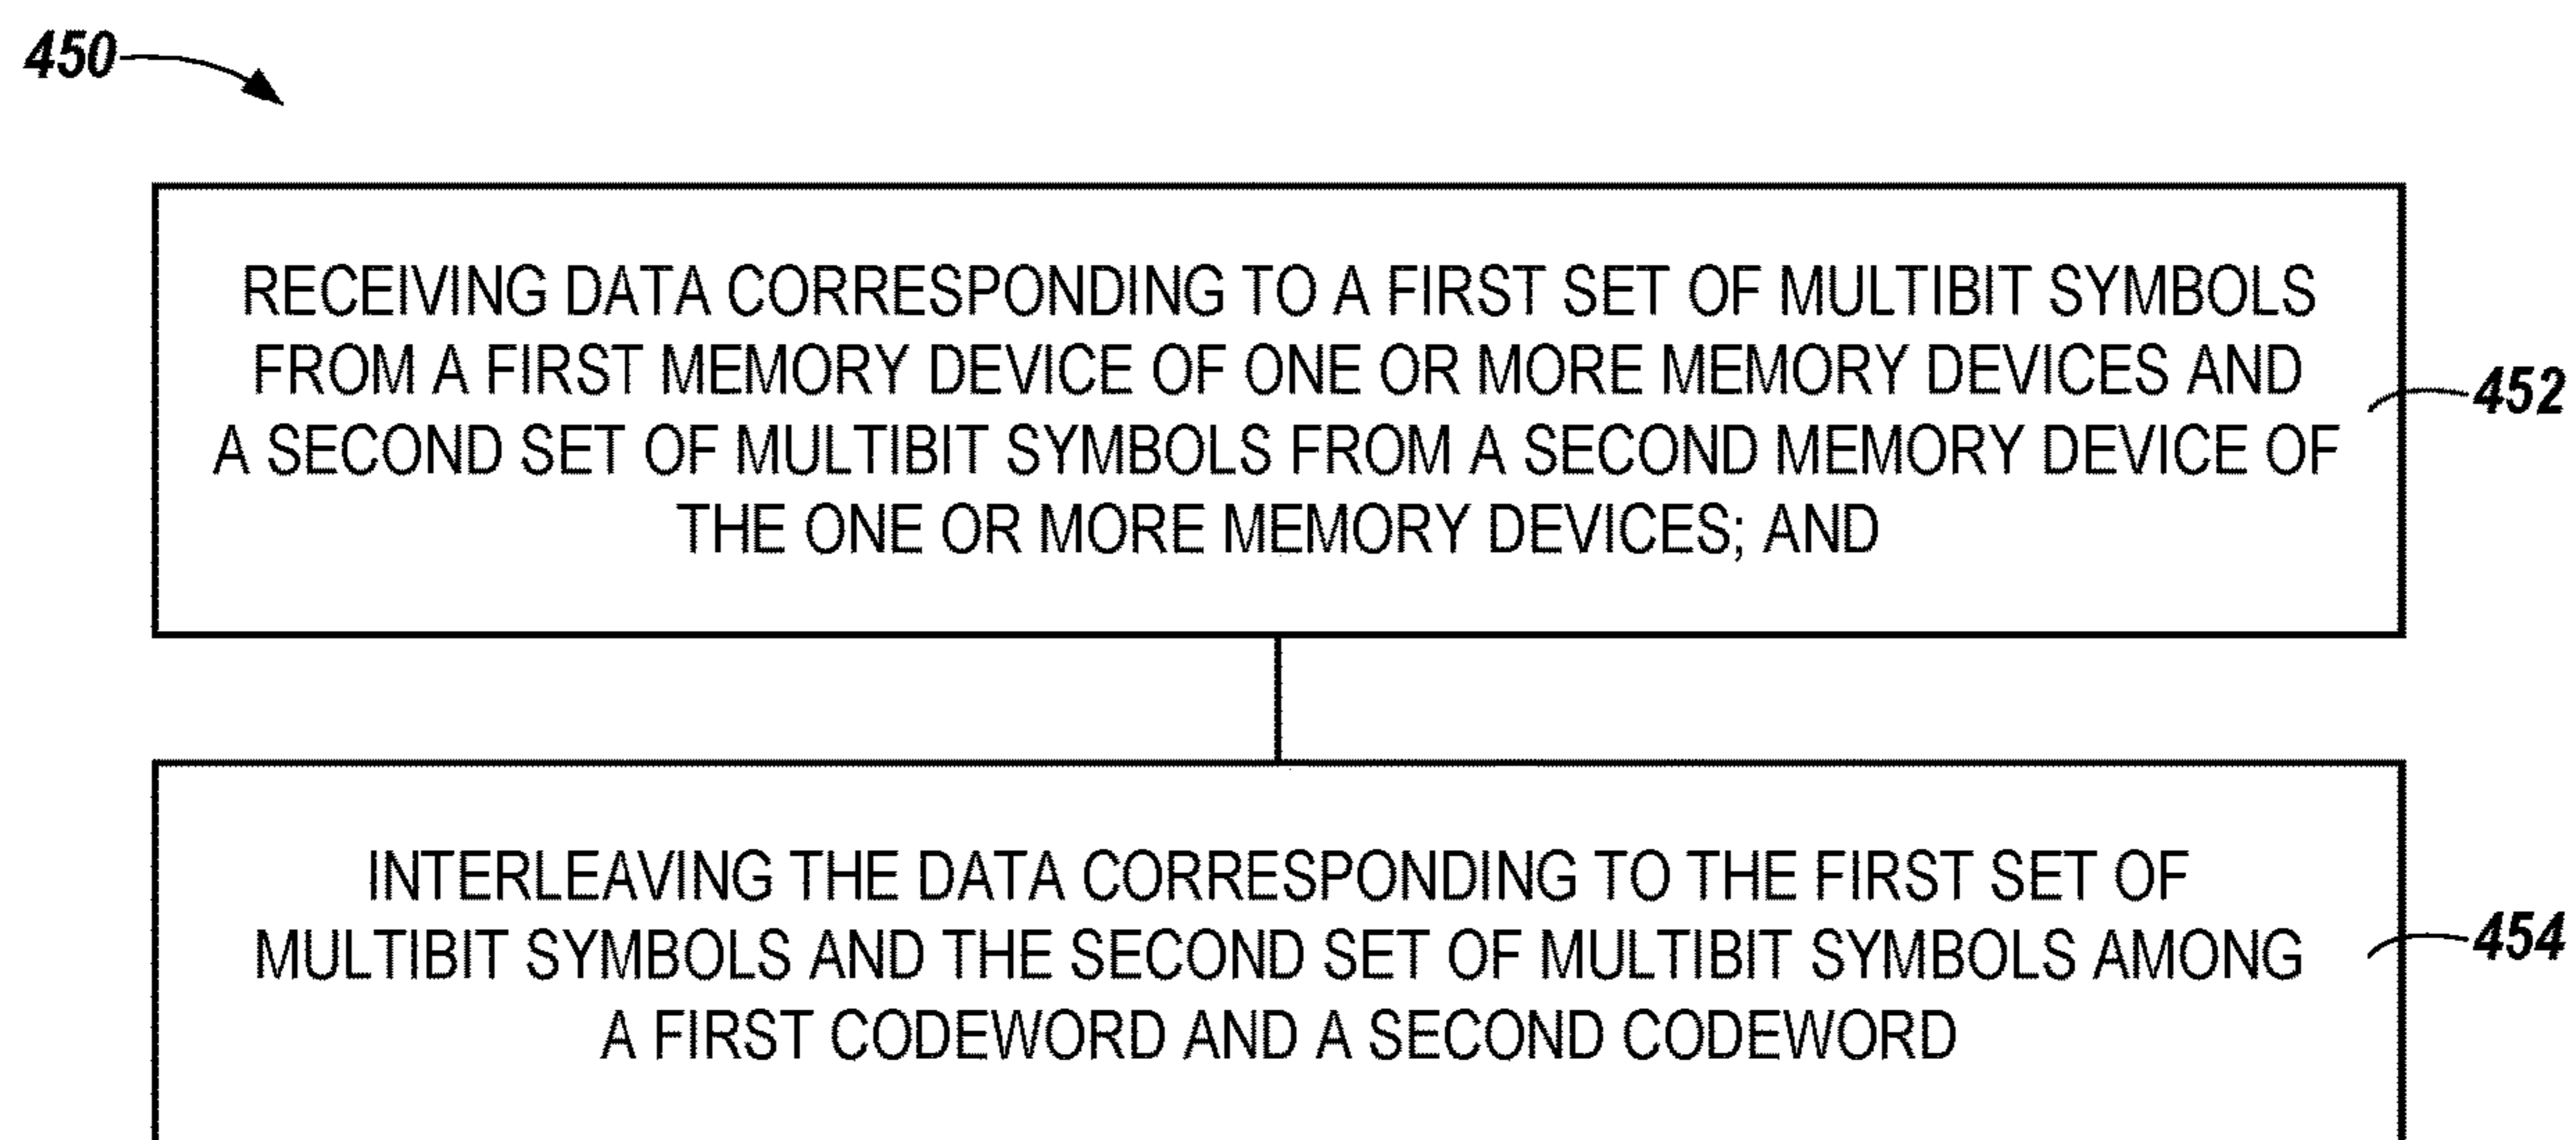 450
RECEIVING DATA CORRESPONDING TO A FIRST SET OF MULTIBIT SYMBOLS
FROM A FIRST MEMORY DEVICE OF ONE OR MORE MEMORY DEVICES AND
A SECOND SET OF MULTIBIT SYMBOLS FROM A SECOND MEMORY DEVICE OF
THE ONE OR MORE MEMORY DEVICES; AND
452
INTERLEAVING THE DATA CORRESPONDING TO THE FIRST SET OF
MULTIBIT SYMBOLS AND THE SECOND SET OF MULTIBIT SYMBOLS AMONG
A FIRST CODEWORD AND A SECOND CODEWORD
454